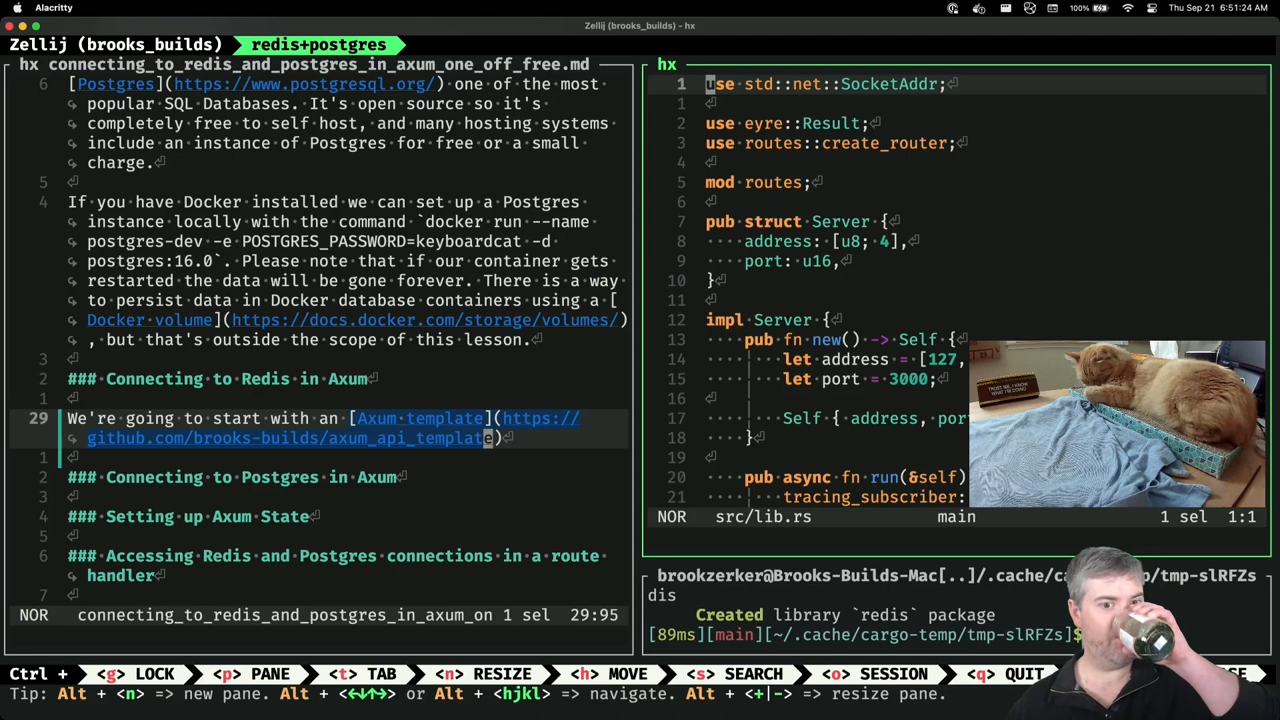 Alacritty
100%
Thu Sep 21 6:51:24 AM
Zellij (brooks_builds) - hx
Zellij (brooks_builds) redis+postgres
hx connecting_to_redis_and_postgres_in_axum_one_off_free.md
6 [Postgres](https://www.postgresql.org/) one of the most
popular SQL Databases. It's open source so it's
completely free to self host, and many hosting systems
include an instance of Postgres for free or a small
charge.
5
4 If you have Docker installed we can set up a Postgres
instance locally with the command `docker run --name
postgres-dev -e POSTGRES_PASSWORD=keyboardcat -d
postgres:16.0`. Please note that if our container gets
restarted the data will be gone forever. There is a way
to persist data in Docker database containers using a [
Docker volume](https://docs.docker.com/storage/volumes/)
, but that's outside the scope of this lesson.
3
2 ### Connecting to Redis in Axum
1
29 We're going to start with an [Axum template](https://
github.com/brooks-builds/axum_api_template)
1
2 ### Connecting to Postgres in Axum
3
4 ### Setting up Axum State
5
6 ### Accessing Redis and Postgres connections in a route
handler
7
NOR connecting_to_redis_and_postgres_in_axum_on 1 sel 29:95
hx
1 use std::net::SocketAddr;
1
2 use eyre::Result;
3 use routes::create_router;
4
5 mod routes;
6
7 pub struct Server {
8 address: [u8; 4],
9 port: u16,
10 }
11
12 impl Server {
13 pub fn new() -> Self {
14 let address = [127,
15 let port = 3000;
16
17 Self { address, por
18 }
19
20 pub async fn run(&self)
21 tracing_subscriber:
NOR src/lib.rs main 1 sel 1:1
TRUST ME, I KNOW
WHAT I'M DOING
brookzerker@Brooks-Builds-Mac[..]/.cache/ca tmp-slRFZs
dis
Created library `redis` package
[89ms][main][~/.cache/cargo-temp/tmp-slRFZs]$
Ctrl + <g> LOCK <p> PANE <t> TAB <n> RESIZE <h> MOVE <s> SEARCH <o> SESSION <q> QUIT
Tip: Alt + <n> => new pane. Alt + <←↓↑→> or Alt + <hjkl> => navigate. Alt + <+|-> => resize pane.